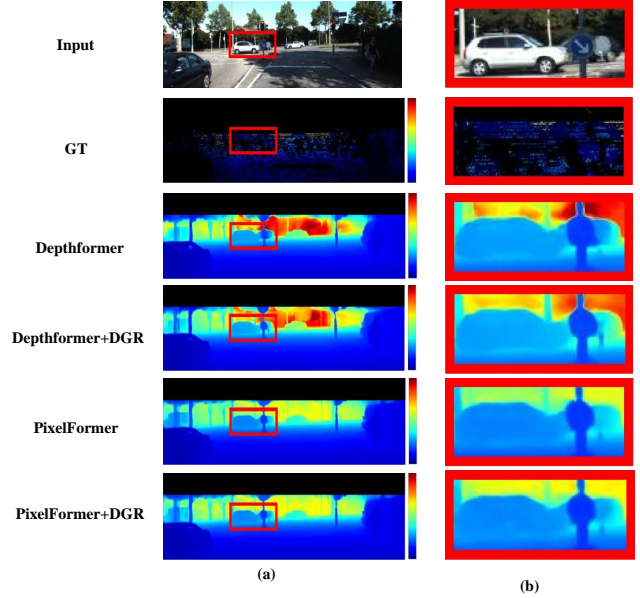 Input
GT
Depthformer
Depthformer+DGR
PixelFormer
PixelFormer+DGR
(a)
(b)